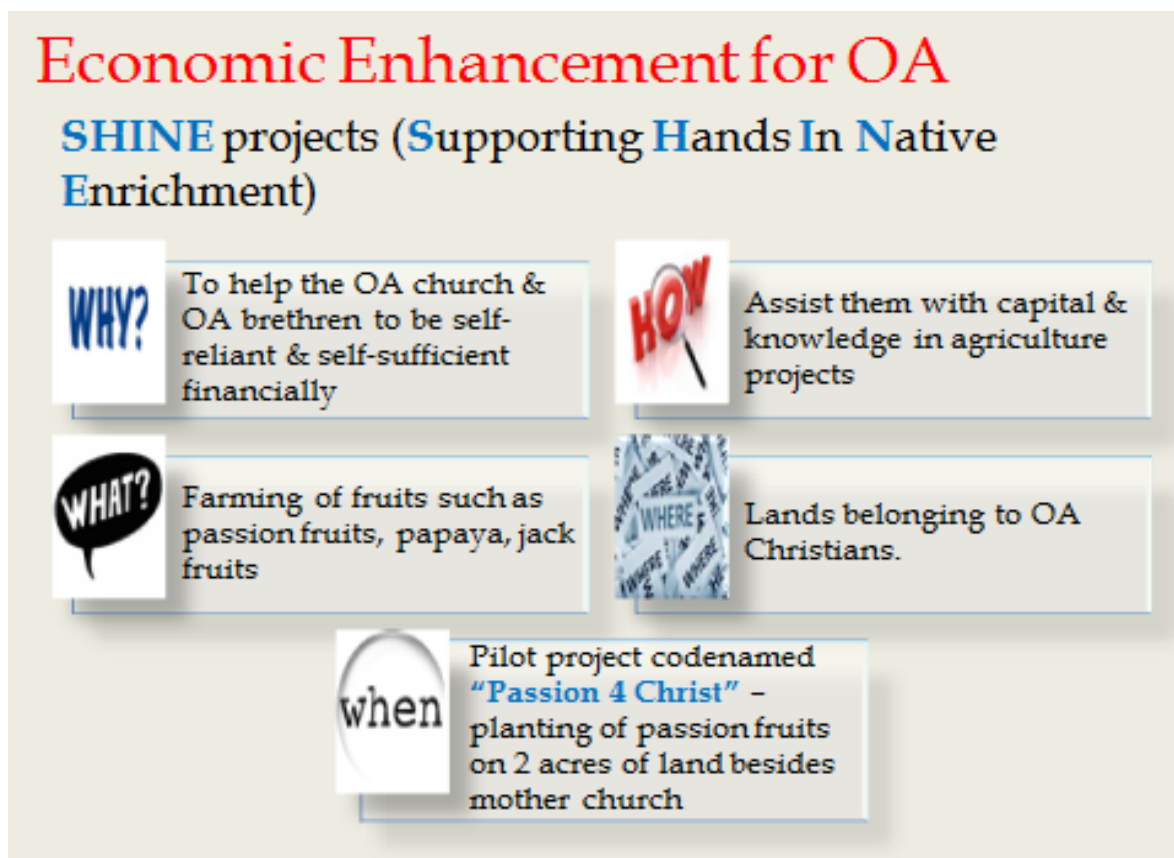 Economic Enhancement for OA
SHINE projects (Supporting Hands In Native
Enrichment)
WHY?
To help the OA church &
OA brethren to be self-
reliant & self-sufficient
financially
HOW
Assist them with capital &
knowledge in agriculture
projects
WHAT?
Farming of fruits such as
passion fruits, papaya, jack
fruits
WHERE
Lands belonging to OA
Christians.
when
Pilot project codenamed
“Passion 4 Christ” –
planting of passion fruits
on 2 acres of land besides
mother church